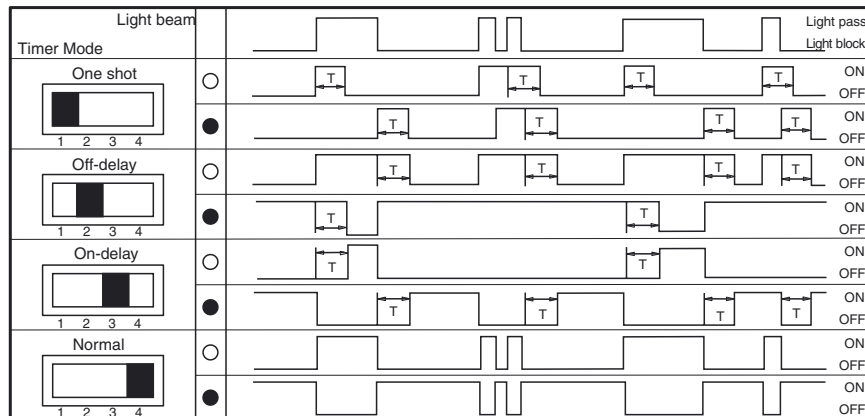 Light beam
Timer Mode
Light pass
Light block
One shot
1 2 3 4
T T T T
ON
OFF
T T T T
ON
OFF
Off-delay
1 2 3 4
T T T T
ON
OFF
T T
ON
OFF
On-delay
1 2 3 4
T T
ON
OFF
T T T T
ON
OFF
Normal
1 2 3 4
ON
OFF
ON
OFF